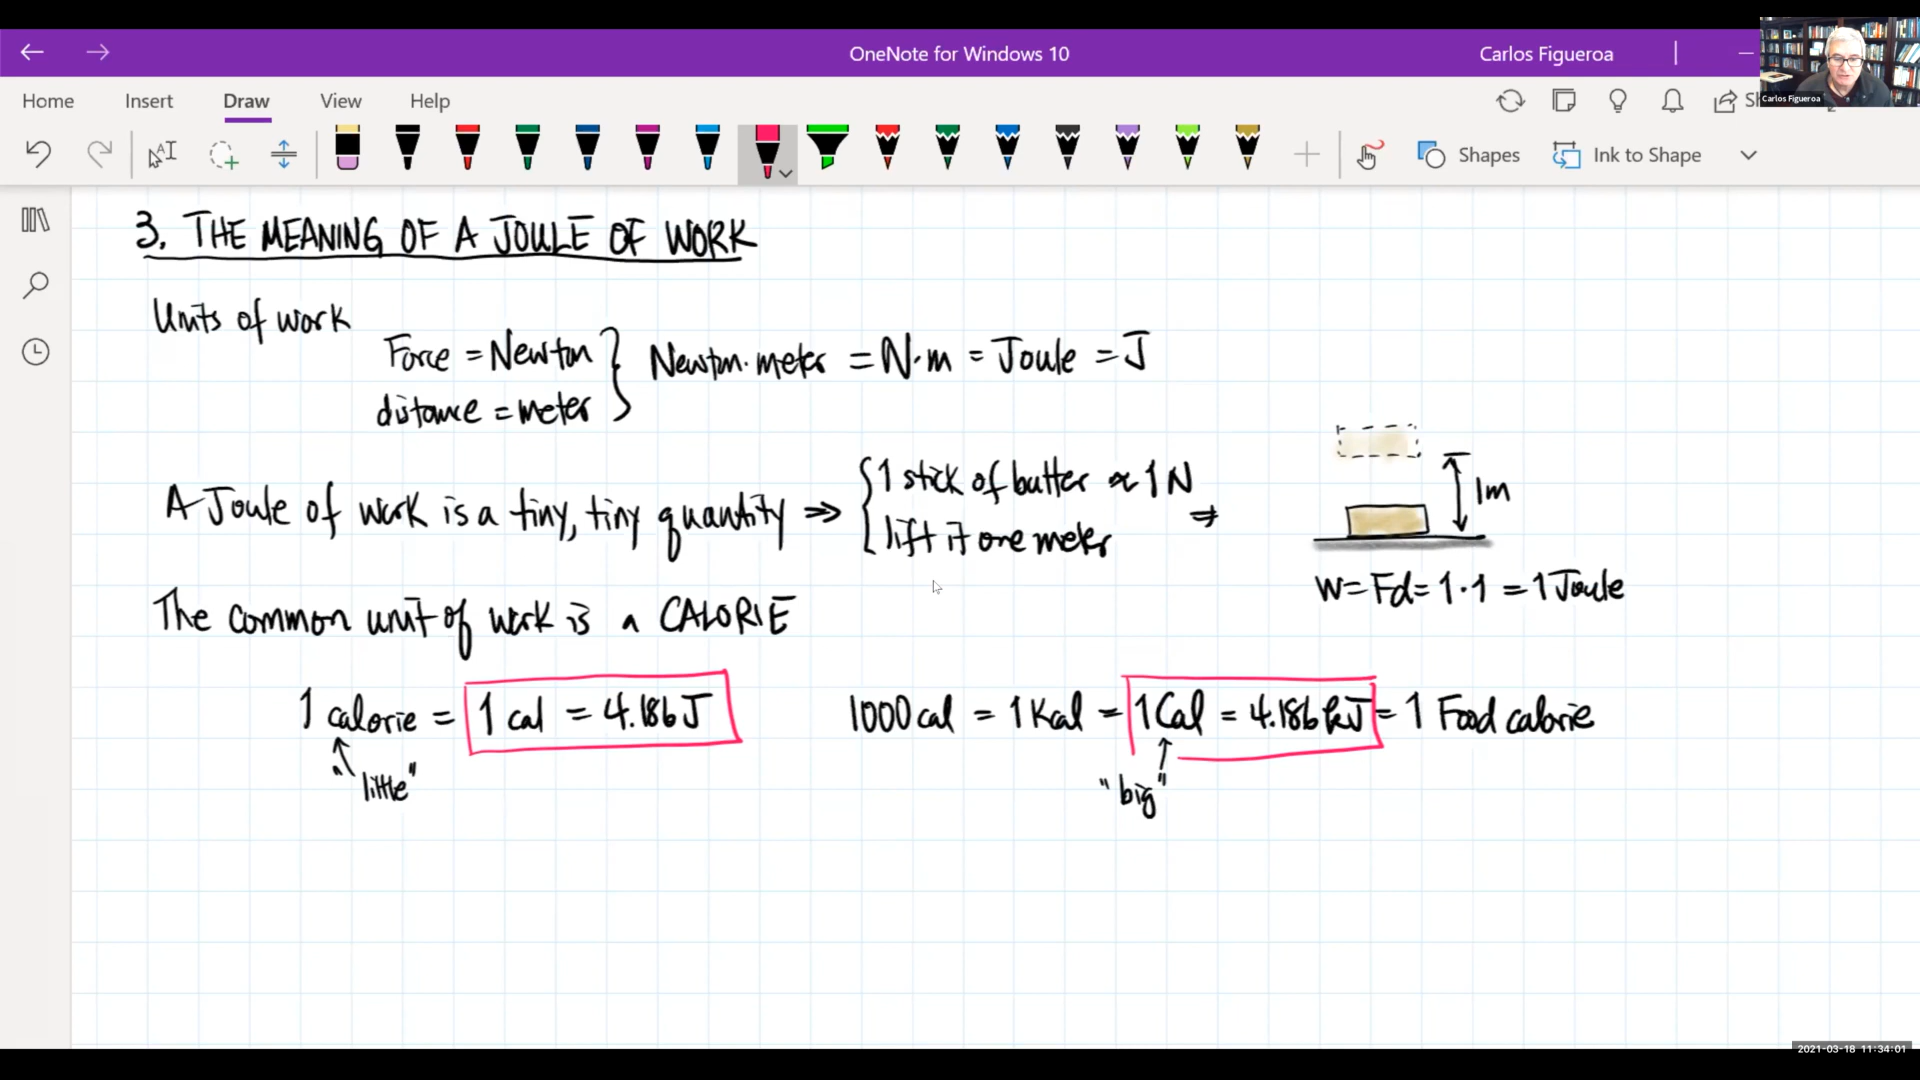 OneNote for Windows 10
Carlos Figueroa
Home Insert Draw View Help
Carlos Figueroa
Shapes Ink to Shape
3. THE MEANING OF A JOULE OF WORK
Units of work
Force = Newton
distance = meter
Newton·meter = N·m = Joule = J
A Joule of work is a tiny, tiny quantity ⇒
1 stick of butter ≈ 1N
lift it one meter ⇒
1m
W = Fd = 1·1 = 1 Joule
The common unit of work is a CALORIE
1 calorie = 1 cal = 4.186 J
"little"
1000 cal = 1 Kcal = 1 Cal = 4.186 kJ = 1 Food calorie
"big"
2021-03-18 11:34:01